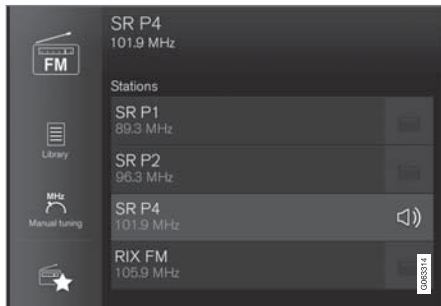 FM
Library
MHz
Manual tuning
SR P4
101.9 MHz
Stations
SR P1
89.3 MHz
SR P2
96.3 MHz
SR P4
101.9 MHz
RIX FM
105.9 MHz
G063314